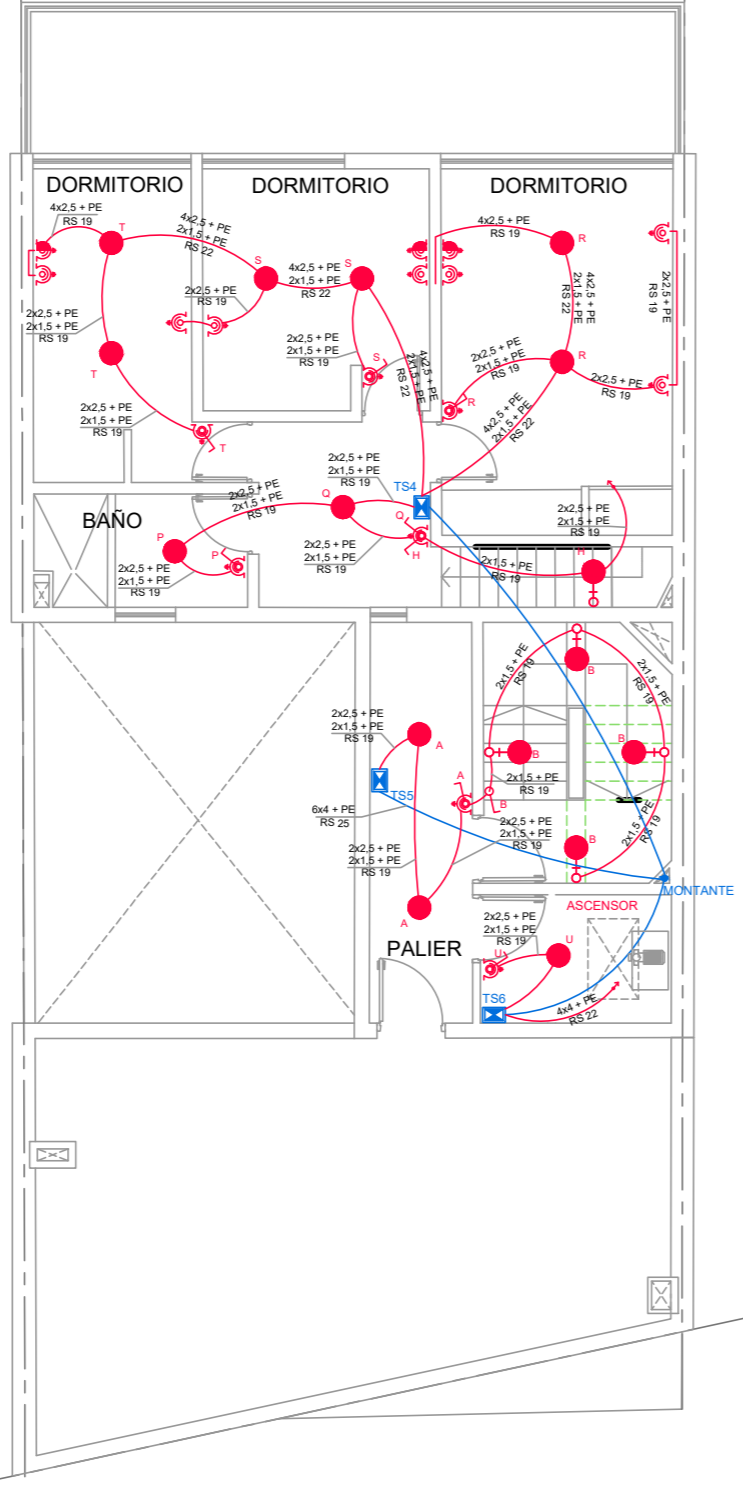 DORMITORIO
DORMITORIO
DORMITORIO
4x2,5 + PE
RS 19
T
4x2,5 + PE
2x1,5 + PE
RS 22
S
4x2,5 + PE
2x1,5 + PE
RS 22
S
4x2,5 + PE
RS 19
R
2x2,5 + PE
RS 19
4x2,5 + PE
2x1,5 + PE
RS 22
2x2,5 + PE
RS 19
2x2,5 + PE
2x1,5 + PE
RS 19
T
2x2,5 + PE
2x1,5 + PE
RS 19
S
4x2,5 + PE
2x1,5 + PE
RS 22
2x2,5 + PE
2x1,5 + PE
RS 19
R
R
2x2,5 + PE
RS 19
2x2,5 + PE
2x1,5 + PE
RS 19
T
4x2,5 + PE
2x1,5 + PE
RS 22
2x2,5 + PE
2x1,5 + PE
RS 19
TS4
BAÑO
2x2,5 + PE
2x1,5 + PE
RS 19
Q
Q
H
2x2,5 + PE
2x1,5 + PE
RS 19
P
P
2x2,5 + PE
2x1,5 + PE
RS 19
2x2,5 + PE
2x1,5 + PE
RS 19
2x1,5 + PE
RS 19
H
2x1,5 + PE
RS 19
B
2x1,5 + PE
RS 19
2x2,5 + PE
2x1,5 + PE
RS 19
A
B
B
TS5
A
B
2x1,5 + PE
RS 19
6x4 + PE
RS 25
2x2,5 + PE
2x1,5 + PE
RS 19
2x2,5 + PE
2x1,5 + PE
RS 19
B
2x1,5 + PE
RS 19
A
MONTANTE
ASCENSOR
PALIER
2x2,5 + PE
2x1,5 + PE
RS 19
U
U
TS6
4x4 + PE
RS 22